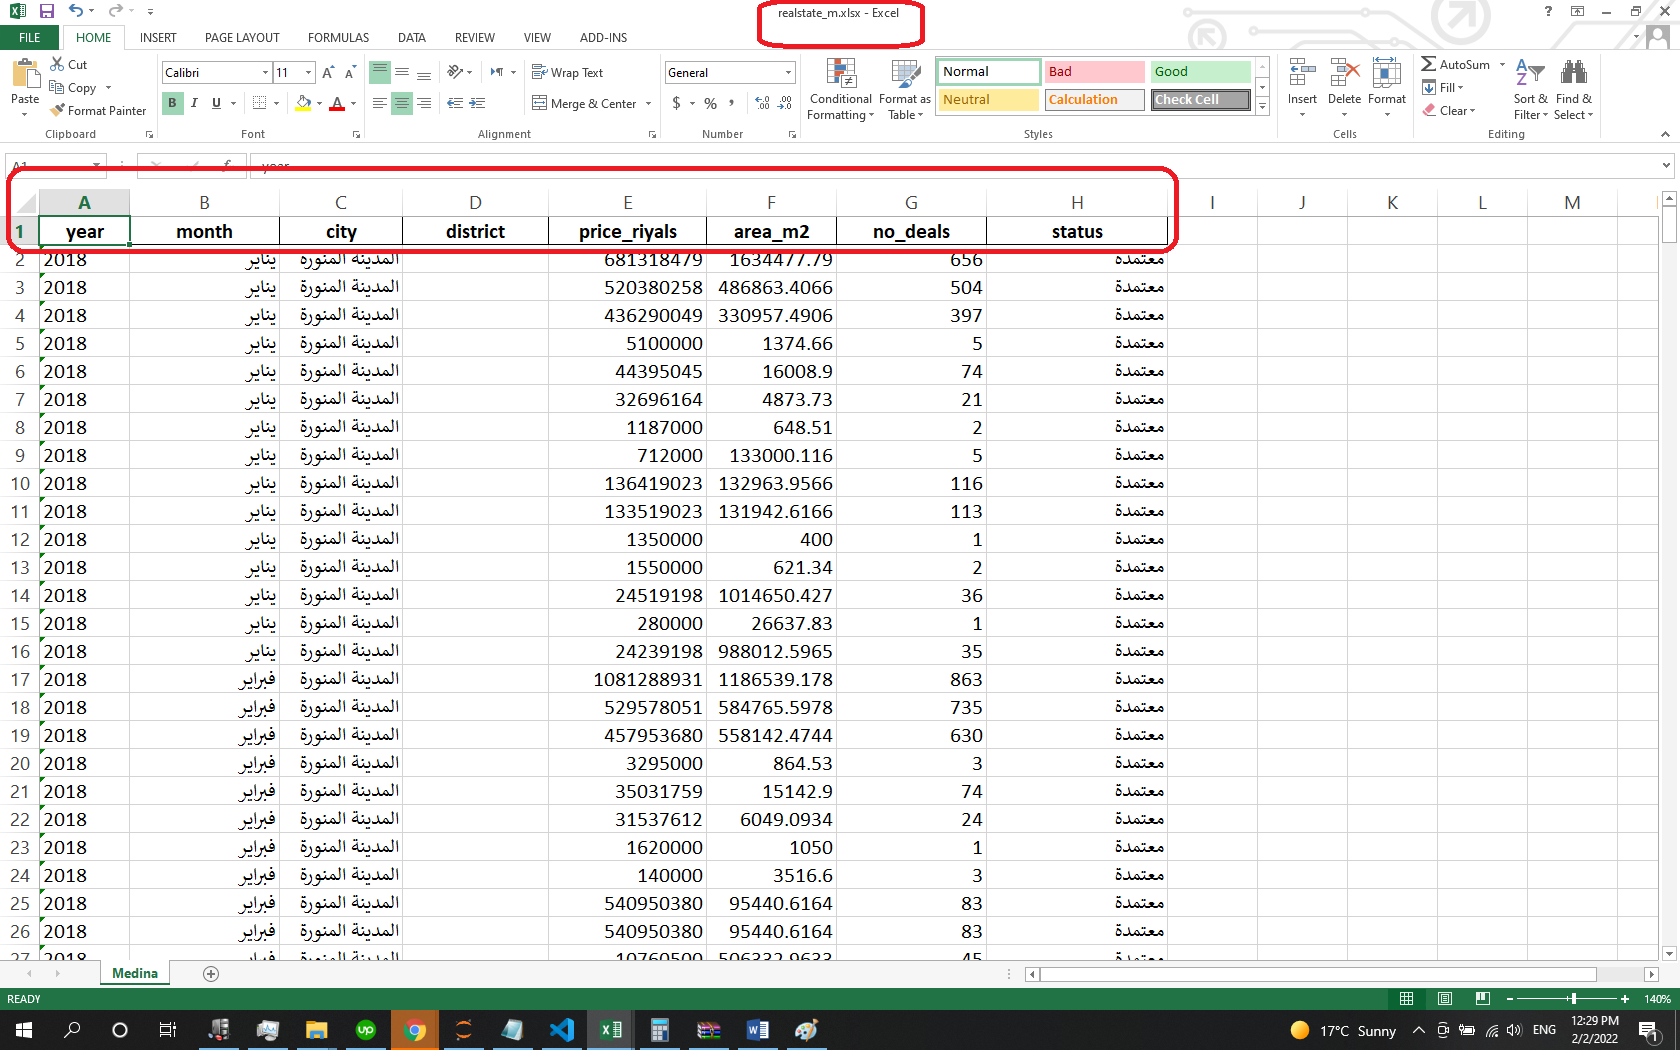 realstate_m.xlsx - Excel
FILE HOME INSERT PAGE LAYOUT FORMULAS DATA REVIEW VIEW ADD-INS
Cut
Copy
Format Painter
Paste
Clipboard
Calibri 11
B I U
Font
Wrap Text
Merge & Center
Alignment
General
$ %
Number
Conditional Formatting
Format as Table
Normal Bad Good
Neutral Calculation Check Cell
Styles
Insert Delete Format
Cells
AutoSum
Fill
Clear
Sort & Filter
Find & Select
Editing
A B C D E F G H I J K L M
1 year month city district price_riyals area_m2 no_deals status
2 2018 يناير المدينة المنورة 681318479 1634477.79 656 معتمدة
3 2018 يناير المدينة المنورة 520380258 486863.4066 504 معتمدة
4 2018 يناير المدينة المنورة 436290049 330957.4906 397 معتمدة
5 2018 يناير المدينة المنورة 5100000 1374.66 5 معتمدة
6 2018 يناير المدينة المنورة 44395045 16008.9 74 معتمدة
7 2018 يناير المدينة المنورة 32696164 4873.73 21 معتمدة
8 2018 يناير المدينة المنورة 1187000 648.51 2 معتمدة
9 2018 يناير المدينة المنورة 712000 133000.116 5 معتمدة
10 2018 يناير المدينة المنورة 136419023 132963.9566 116 معتمدة
11 2018 يناير المدينة المنورة 133519023 131942.6166 113 معتمدة
12 2018 يناير المدينة المنورة 1350000 400 1 معتمدة
13 2018 يناير المدينة المنورة 1550000 621.34 2 معتمدة
14 2018 يناير المدينة المنورة 24519198 1014650.427 36 معتمدة
15 2018 يناير المدينة المنورة 280000 26637.83 1 معتمدة
16 2018 يناير المدينة المنورة 24239198 988012.5965 35 معتمدة
17 2018 فبراير المدينة المنورة 1081288931 1186539.178 863 معتمدة
18 2018 فبراير المدينة المنورة 529578051 584765.5978 735 معتمدة
19 2018 فبراير المدينة المنورة 457953680 558142.4744 630 معتمدة
20 2018 فبراير المدينة المنورة 3295000 864.53 3 معتمدة
21 2018 فبراير المدينة المنورة 35031759 15142.9 74 معتمدة
22 2018 فبراير المدينة المنورة 31537612 6049.0934 24 معتمدة
23 2018 فبراير المدينة المنورة 1620000 1050 1 معتمدة
24 2018 فبراير المدينة المنورة 140000 3516.6 3 معتمدة
25 2018 فبراير المدينة المنورة 540950380 95440.6164 83 معتمدة
26 2018 فبراير المدينة المنورة 540950380 95440.6164 83 معتمدة
Medina
READY 140%
17°C Sunny ENG 12:29 PM
2/2/2022